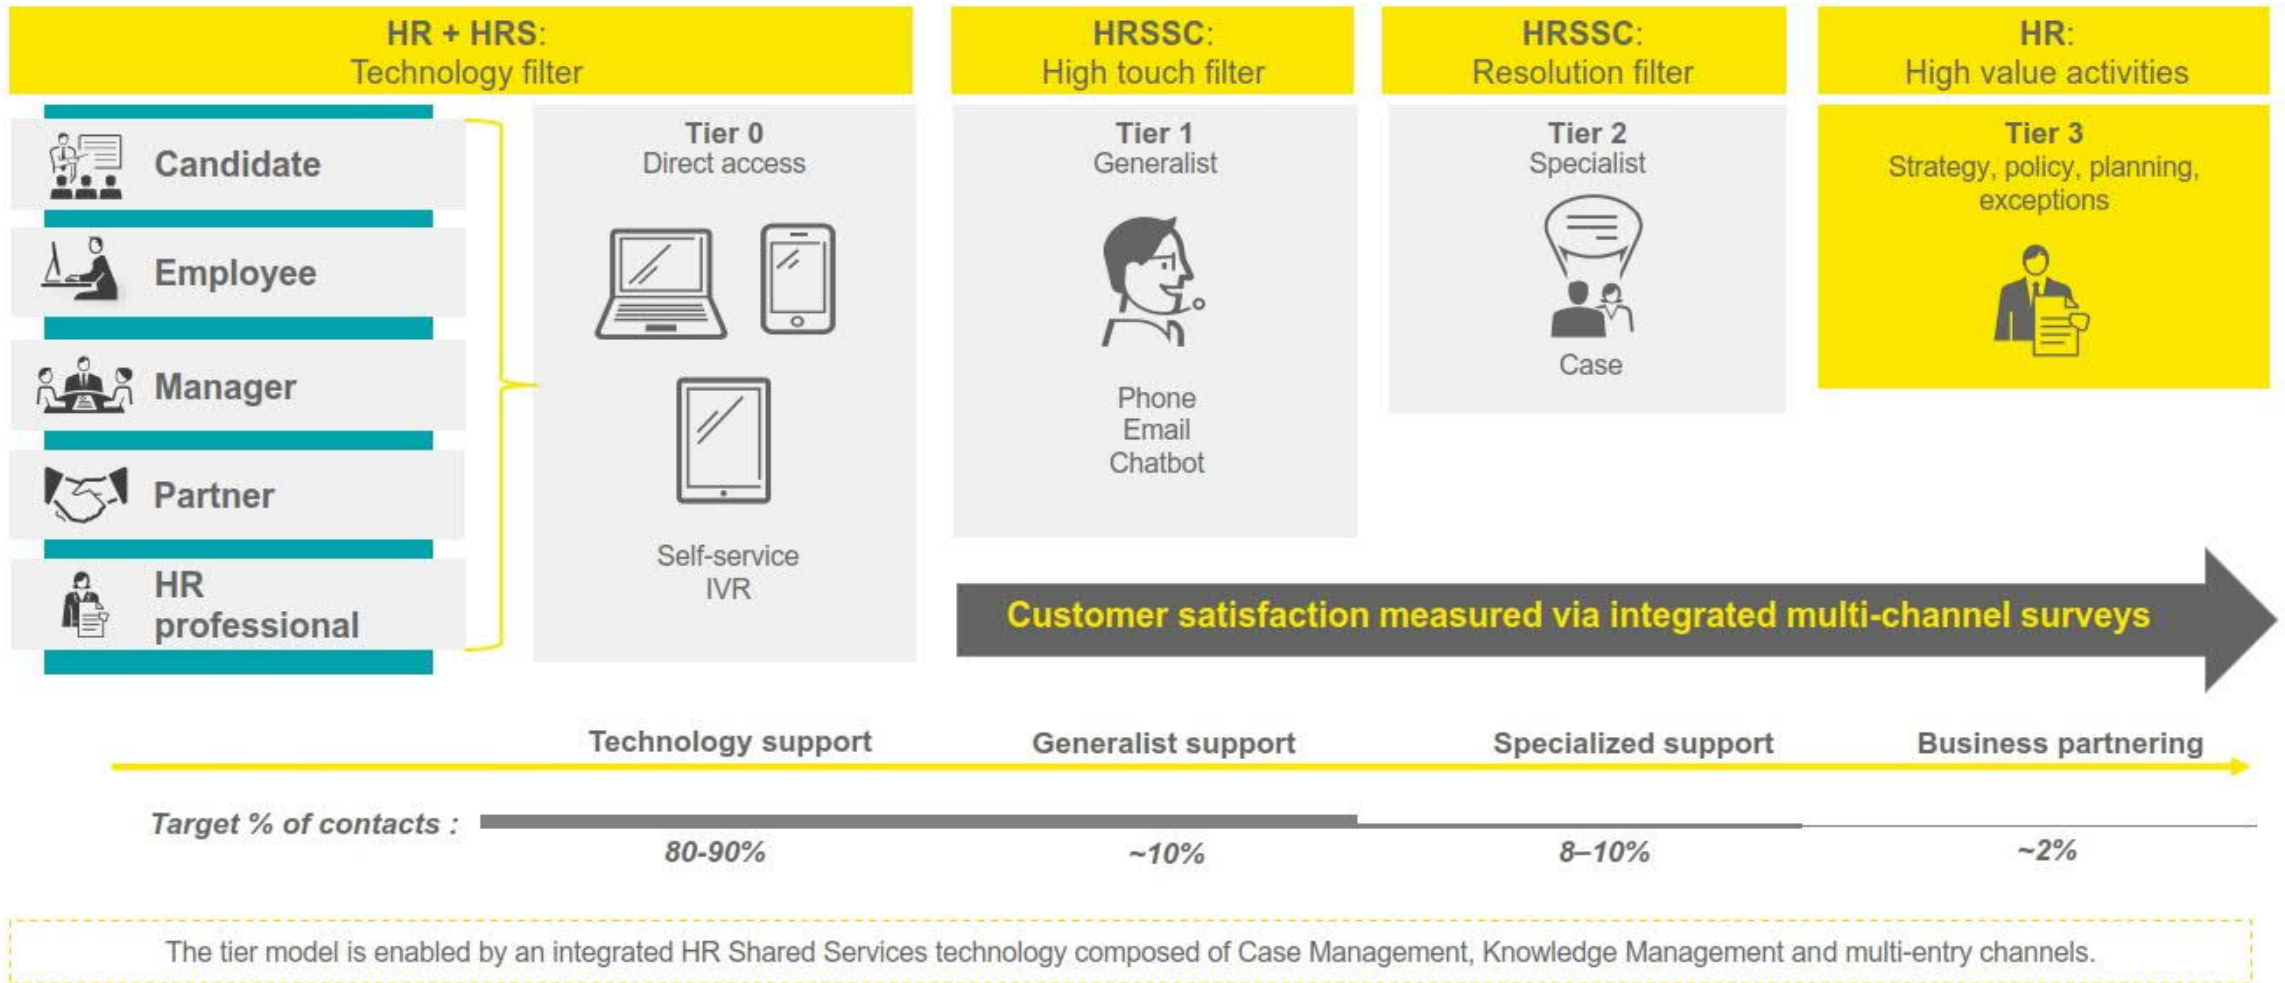 HR + HRS:
Technology filter
HRSSC:
High touch filter
HRSSC:
Resolution filter
HR:
High value activities
Candidate
Employee
Manager
Partner
HR
professional
Tier 0
Direct access
Self-service
IVR
Tier 1
Generalist
Phone
Email
Chatbot
Tier 2
Specialist
Case
Tier 3
Strategy, policy, planning,
exceptions
Customer satisfaction measured via integrated multi-channel surveys
Technology support
Generalist support
Specialized support
Business partnering
Target % of contacts :
80-90%
~10%
8–10%
~2%
The tier model is enabled by an integrated HR Shared Services technology composed of Case Management, Knowledge Management and multi-entry channels.